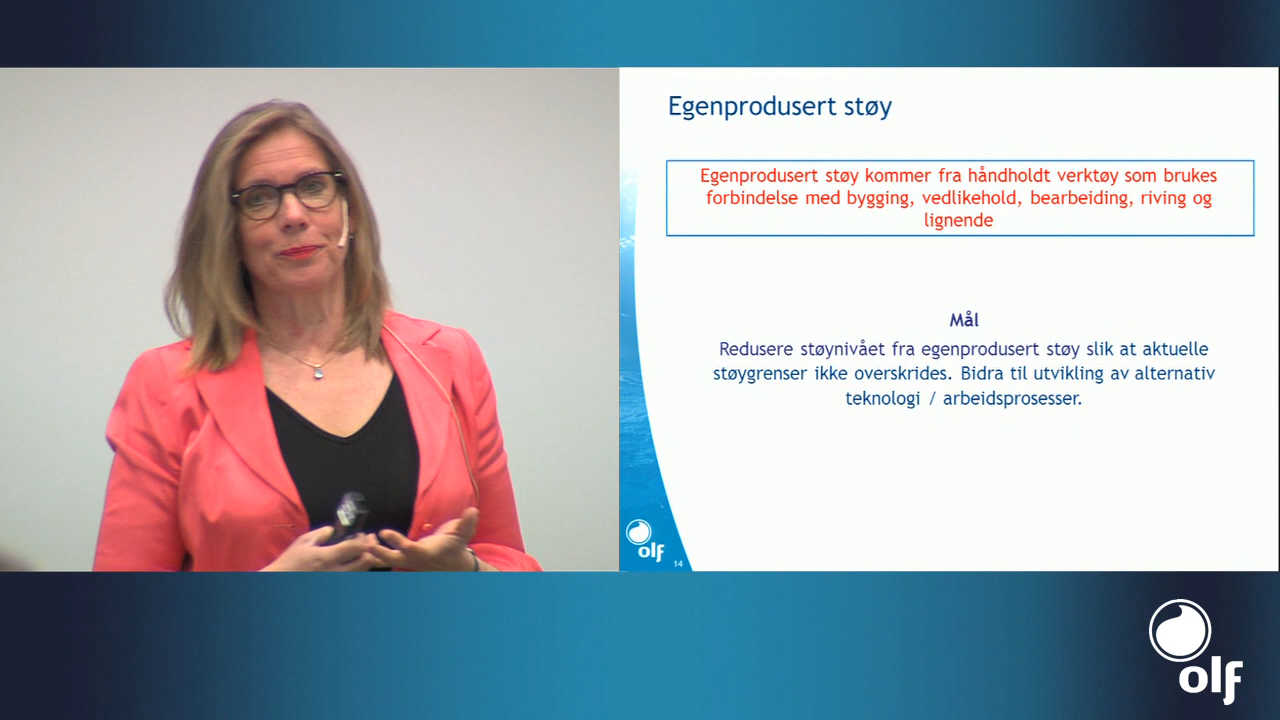 Egenprodusert støy
Egenprodusert støy kommer fra håndholdt verktøy som brukes
forbindelse med bygging, vedlikehold, bearbeiding, riving og
lignende
Mål
Redusere støynivået fra egenprodusert støy slik at aktuelle
støygrenser ikke overskrides. Bidra til utvikling av alternativ
teknologi / arbeidsprosesser.
olf
14
olf